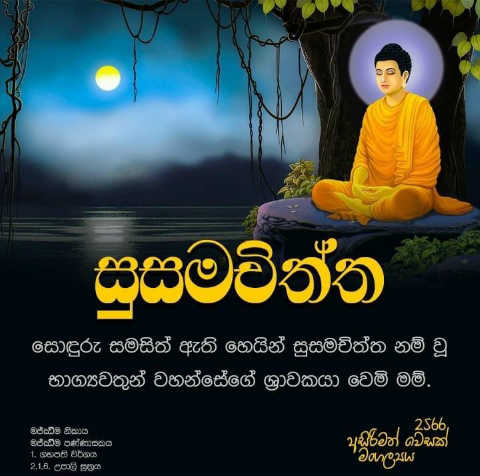 සුසමචිත්ත
සොඳුරු සමසිත් ඇති හෙයින් සුසමචිත්ත නම් වූ
භාග්‍යවතුන් වහන්සේගේ ශ්‍රාවකයා වෙමි මම්.
මජ්ඣිම නිකාය
මජ්ඣිම පණ්ණාසකය
1. ගහපති වර්ගය
2,1,6. උපාලි සූත්‍රය
2566
අසිරිමත් වෙසක්
මංගල්‍යය